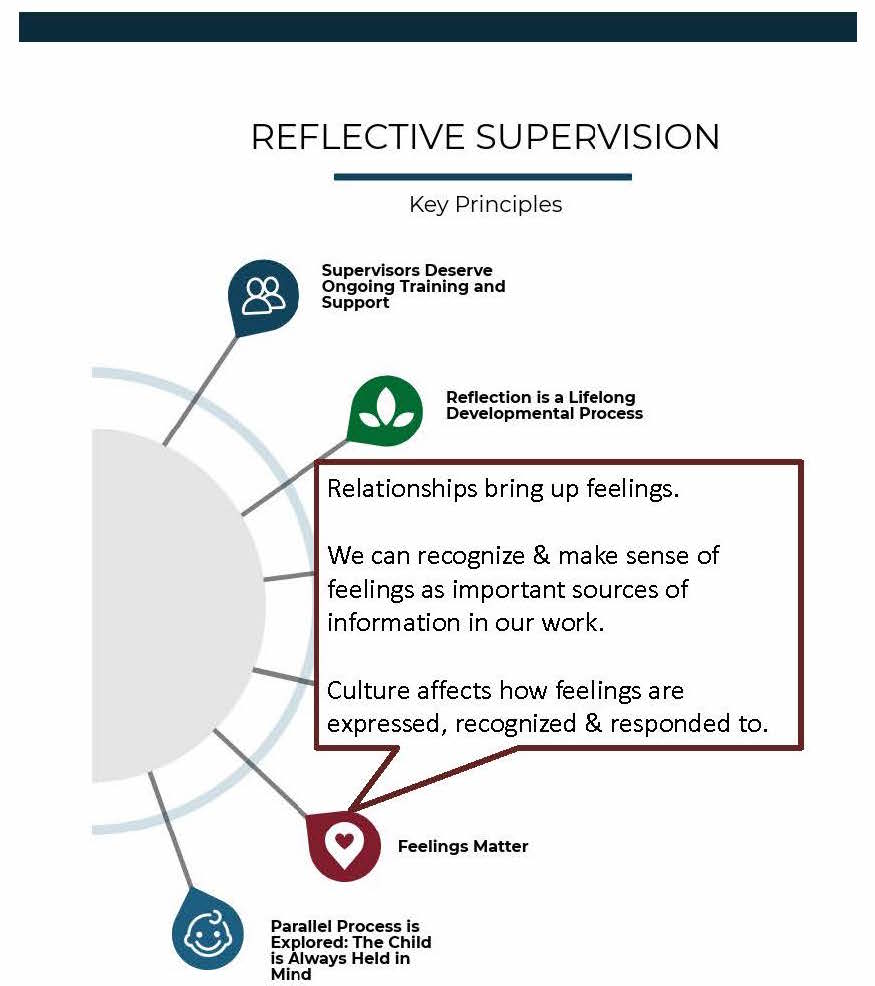 REFLECTIVE SUPERVISION
Key Principles
Supervisors Deserve
Ongoing Training and
Support
Reflection is a Lifelong
Developmental Process
Relationships bring up feelings.
We can recognize & make sense of
feelings as important sources of
information in our work.
Culture affects how feelings are
expressed, recognized & responded to.
Feelings Matter
Parallel Process is
Explored: The Child
is Always Held in
Mind